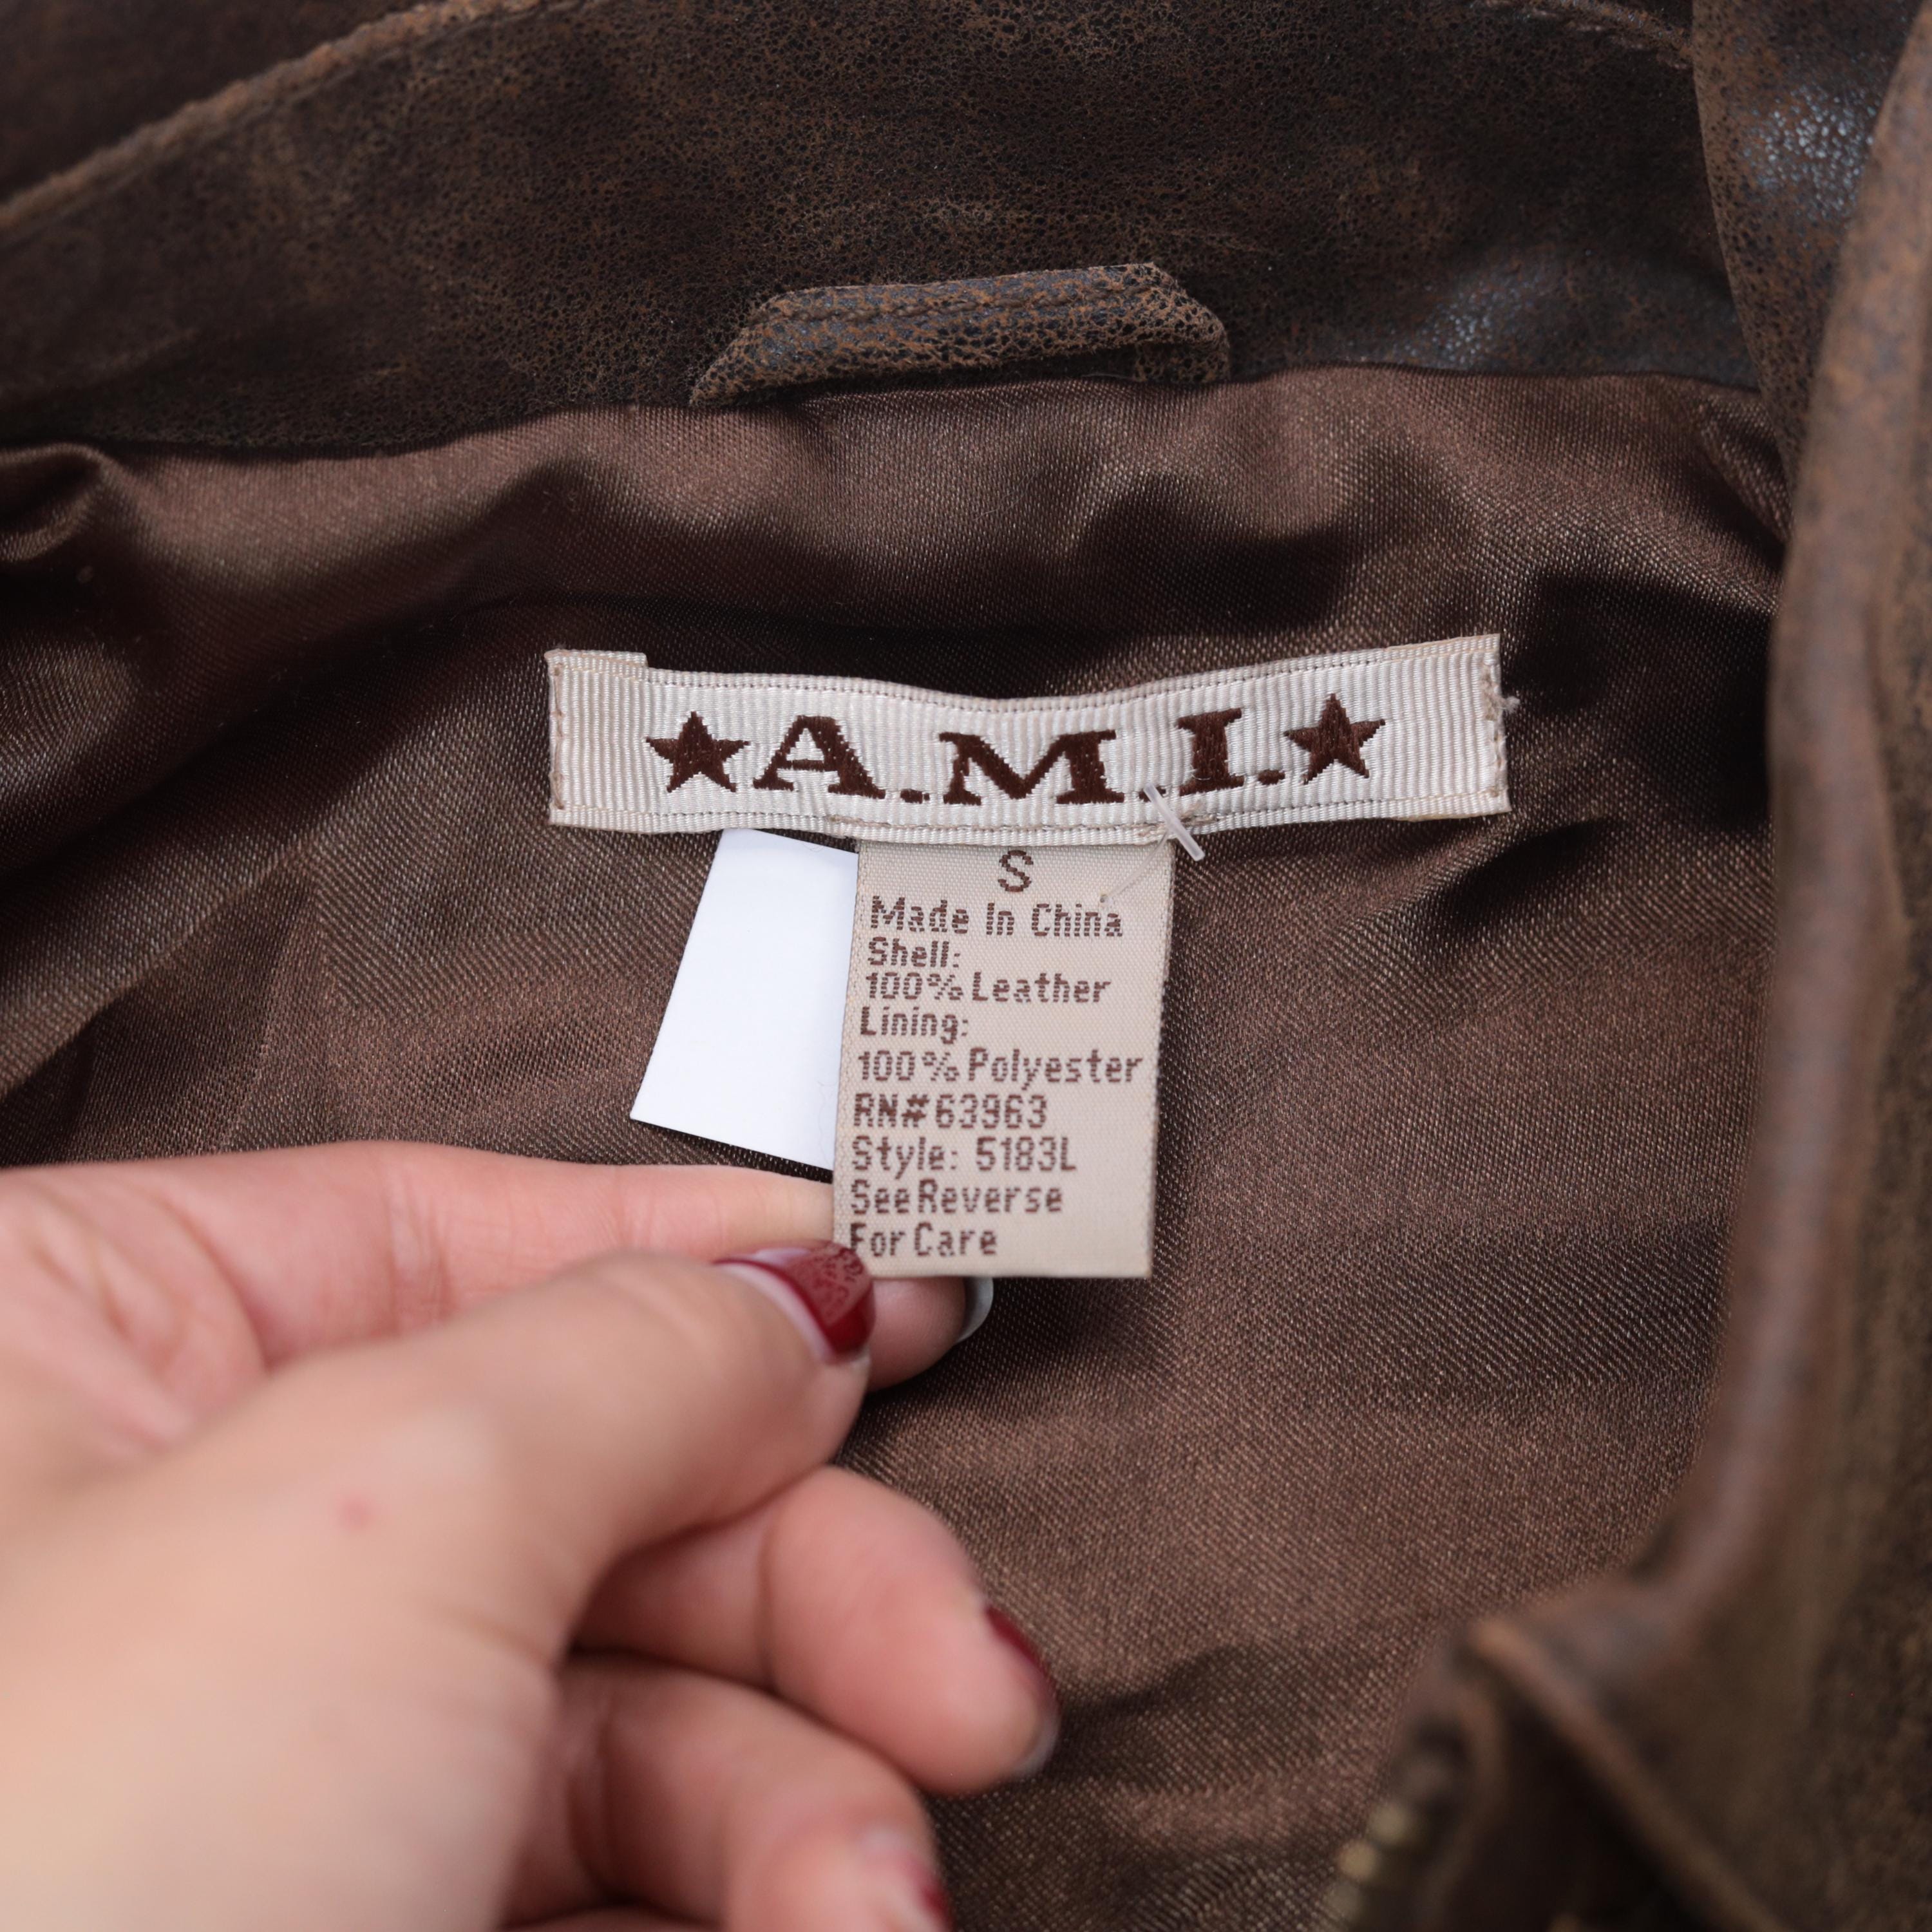 ★A.M.I.★
S
Made In China
Shell:
100% Leather
Lining:
100% Polyester
RN# 63963
Style: 5183L
See Reverse
For Care